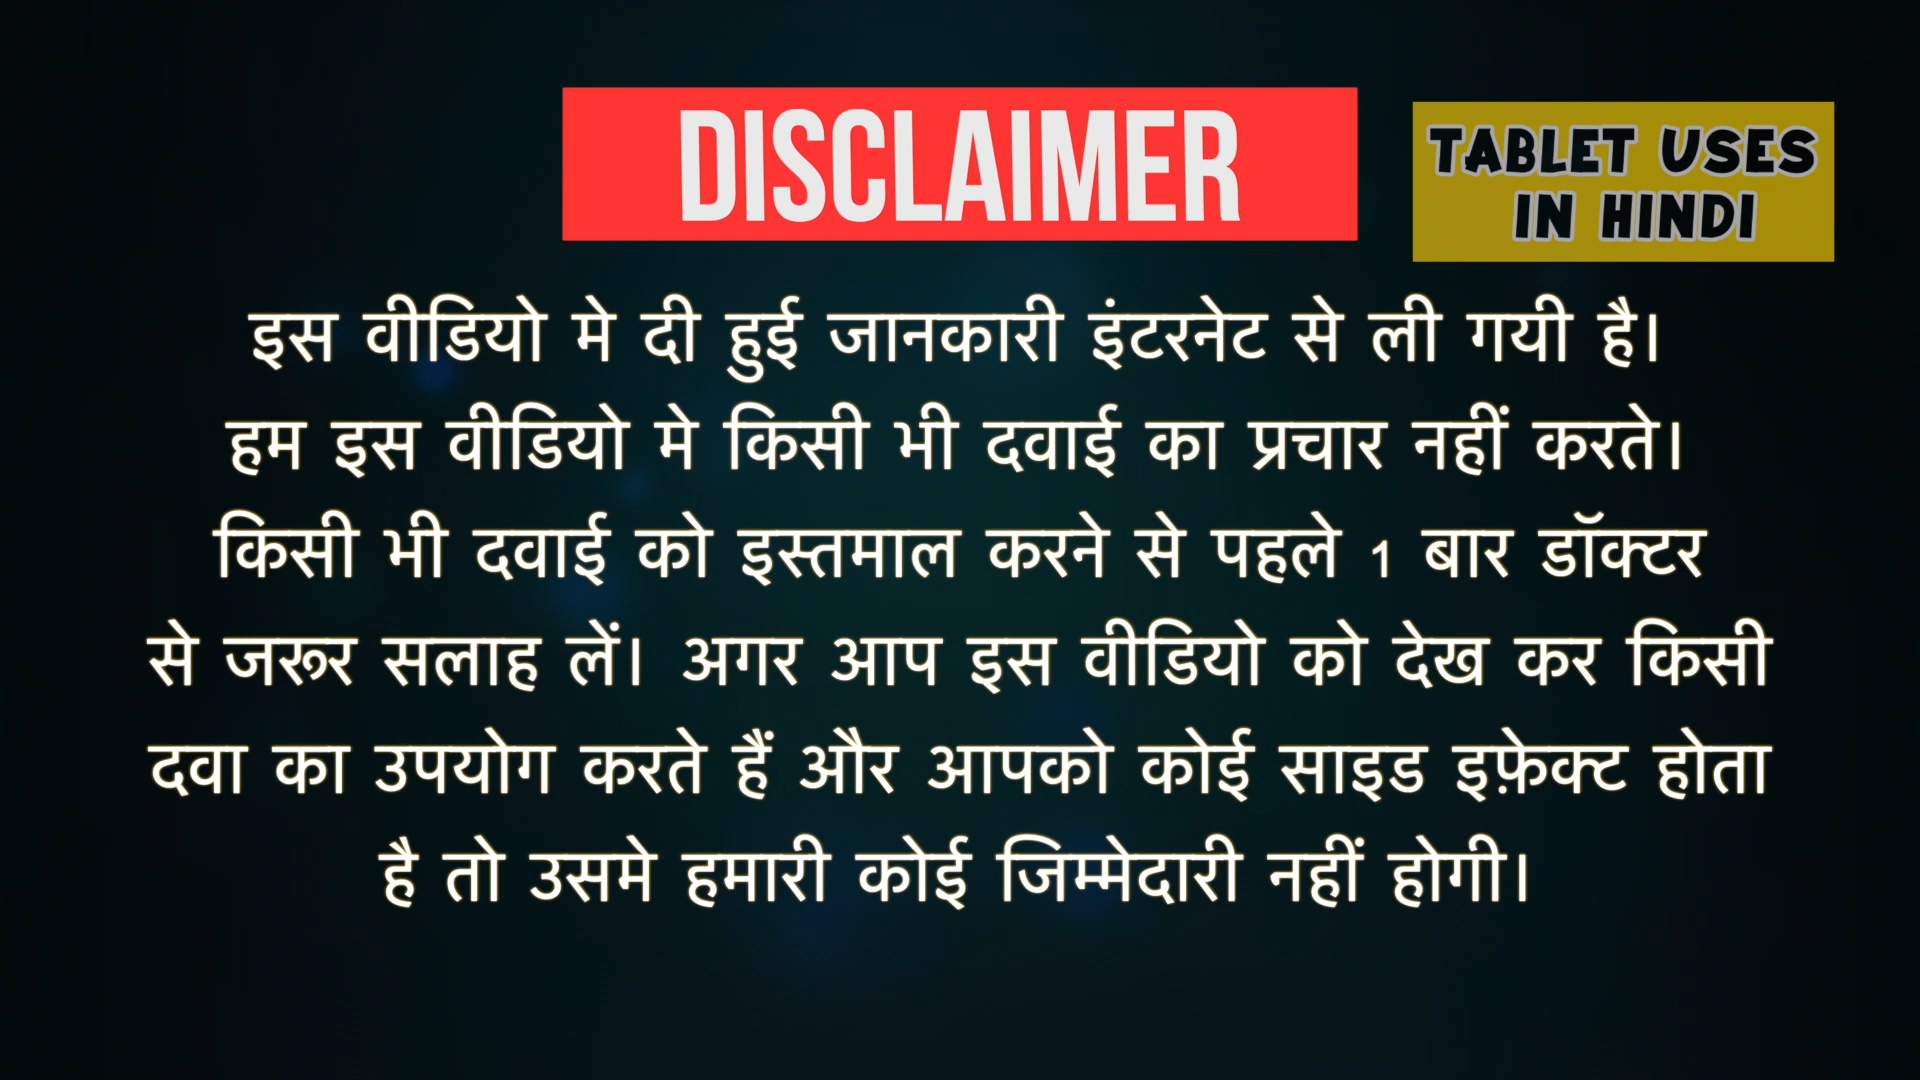 DISCLAIMER
TABLET USES
IN HINDI
इस वीडियो मे दी हुई जानकारी इंटरनेट से ली गयी है।
हम इस वीडियो मे किसी भी दवाई का प्रचार नहीं करते।
किसी भी दवाई को इस्तमाल करने से पहले 1 बार डॉक्टर
से जरूर सलाह लें। अगर आप इस वीडियो को देख कर किसी
दवा का उपयोग करते हैं और आपको कोई साइड इफ़ेक्ट होता
है तो उसमे हमारी कोई जिम्मेदारी नहीं होगी।